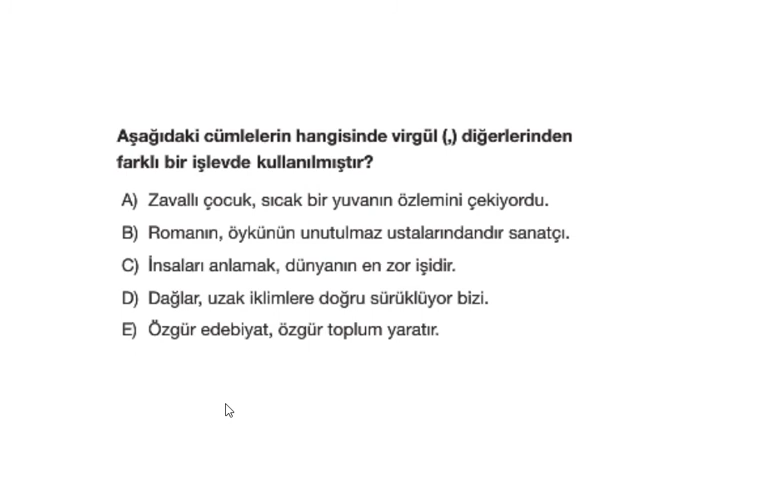 Aşağıdaki cümlelerin hangisinde virgül (,) diğerlerinden
farklı bir işlevde kullanılmıştır?
A) Zavallı çocuk, sıcak bir yuvanın özlemini çekiyordu.
B) Romanın, öykünün unutulmaz ustalarındandır sanatçı.
C) İnsaları anlamak, dünyanın en zor işidir.
D) Dağlar, uzak iklimlere doğru sürüklüyor bizi.
E) Özgür edebiyat, özgür toplum yaratır.